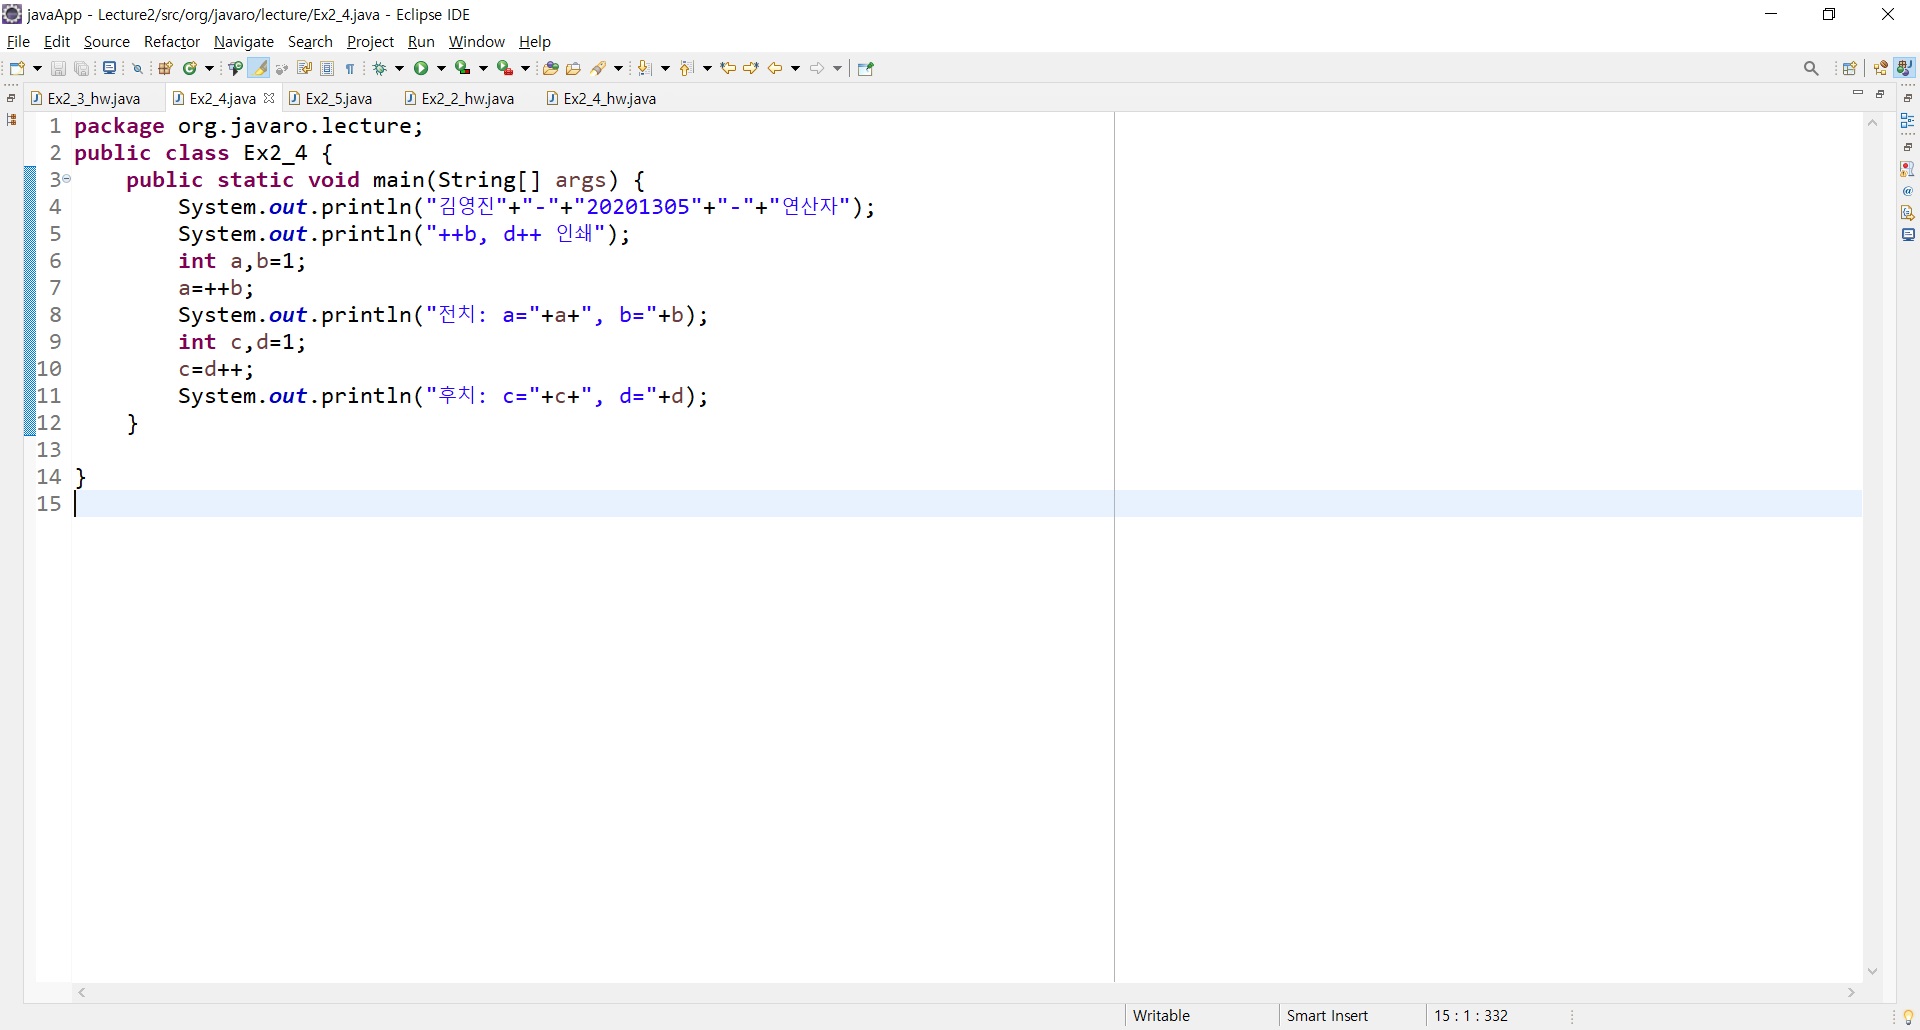 javaApp - Lecture2/src/org/javaro/lecture/Ex2_4.java - Eclipse IDE
File Edit Source Refactor Navigate Search Project Run Window Help
Ex2_3_hw.java Ex2_4.java Ex2_5.java Ex2_2_hw.java Ex2_4_hw.java
1 package org.javaro.lecture;
2 public class Ex2_4 {
3 public static void main(String[] args) {
4 System.out.println("김영진"+"-"+"20201305"+"-"+"연산자");
5 System.out.println("++b, d++ 인쇄");
6 int a,b=1;
7 a=++b;
8 System.out.println("전치: a="+a+", b="+b);
9 int c,d=1;
10 c=d++;
11 System.out.println("후치: c="+c+", d="+d);
12 }
13
14 }
15
Writable Smart Insert 15 : 1 : 332